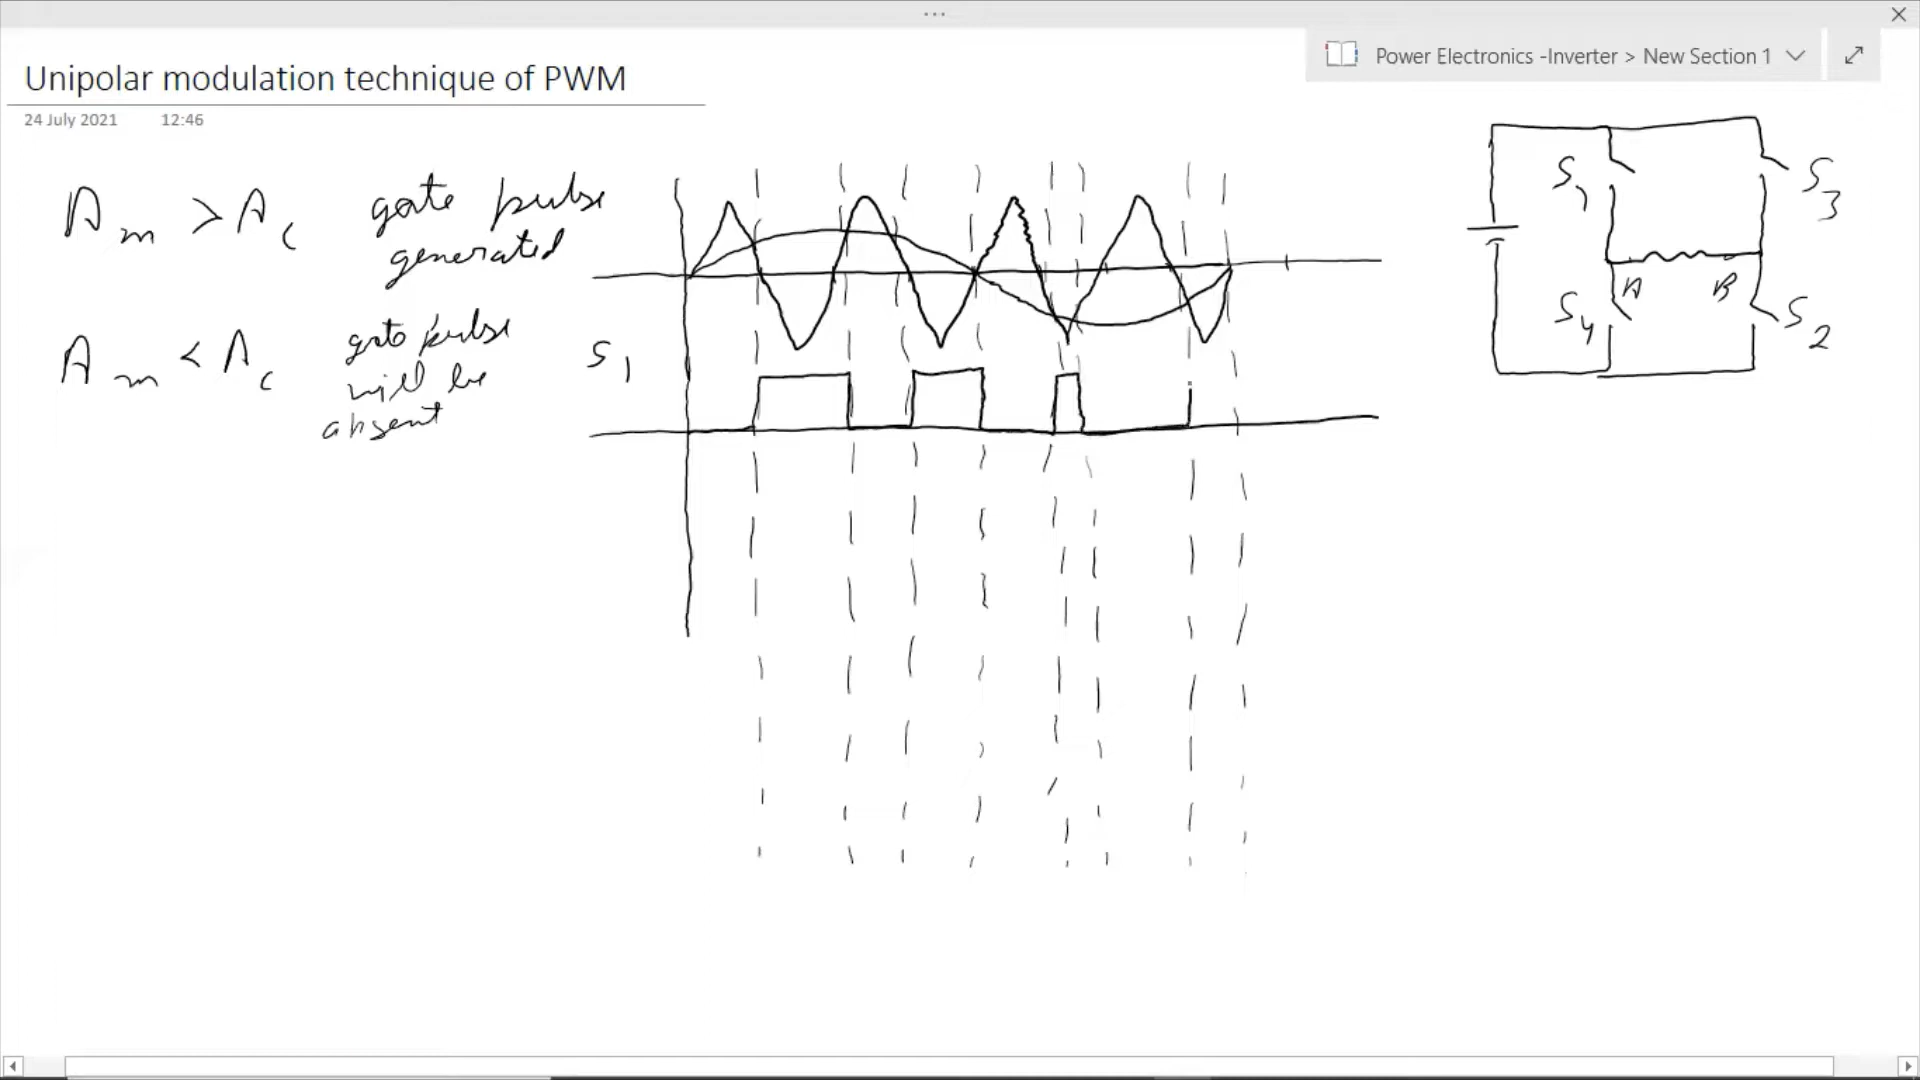 Power Electronics -Inverter > New Section 1
Unipolar modulation technique of PWM
24 July 2021 12:46
Am > Ac gate pulse
generated
Am < Ac gate pulse
will be
absent
S1
S1
S3
A B
S4
S2